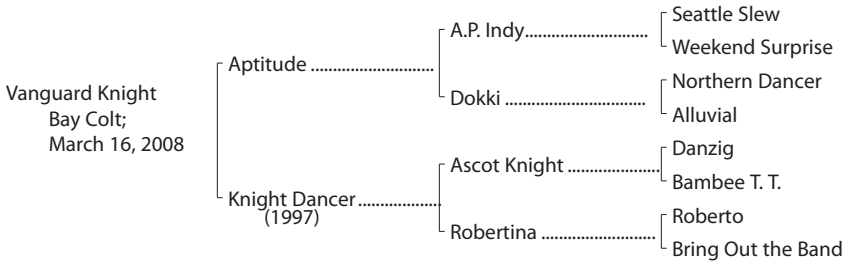 Seattle Slew
A.P. Indy..............................
Weekend Surprise
Aptitude ..............................
Northern Dancer
Dokki ..................................
Alluvial
Vanguard Knight
Bay Colt;
March 16, 2008
Danzig
Ascot Knight ......................
Bambee T. T.
Knight Dancer ....................
(1997)
Roberto
Robertina ...........................
Bring Out the Band